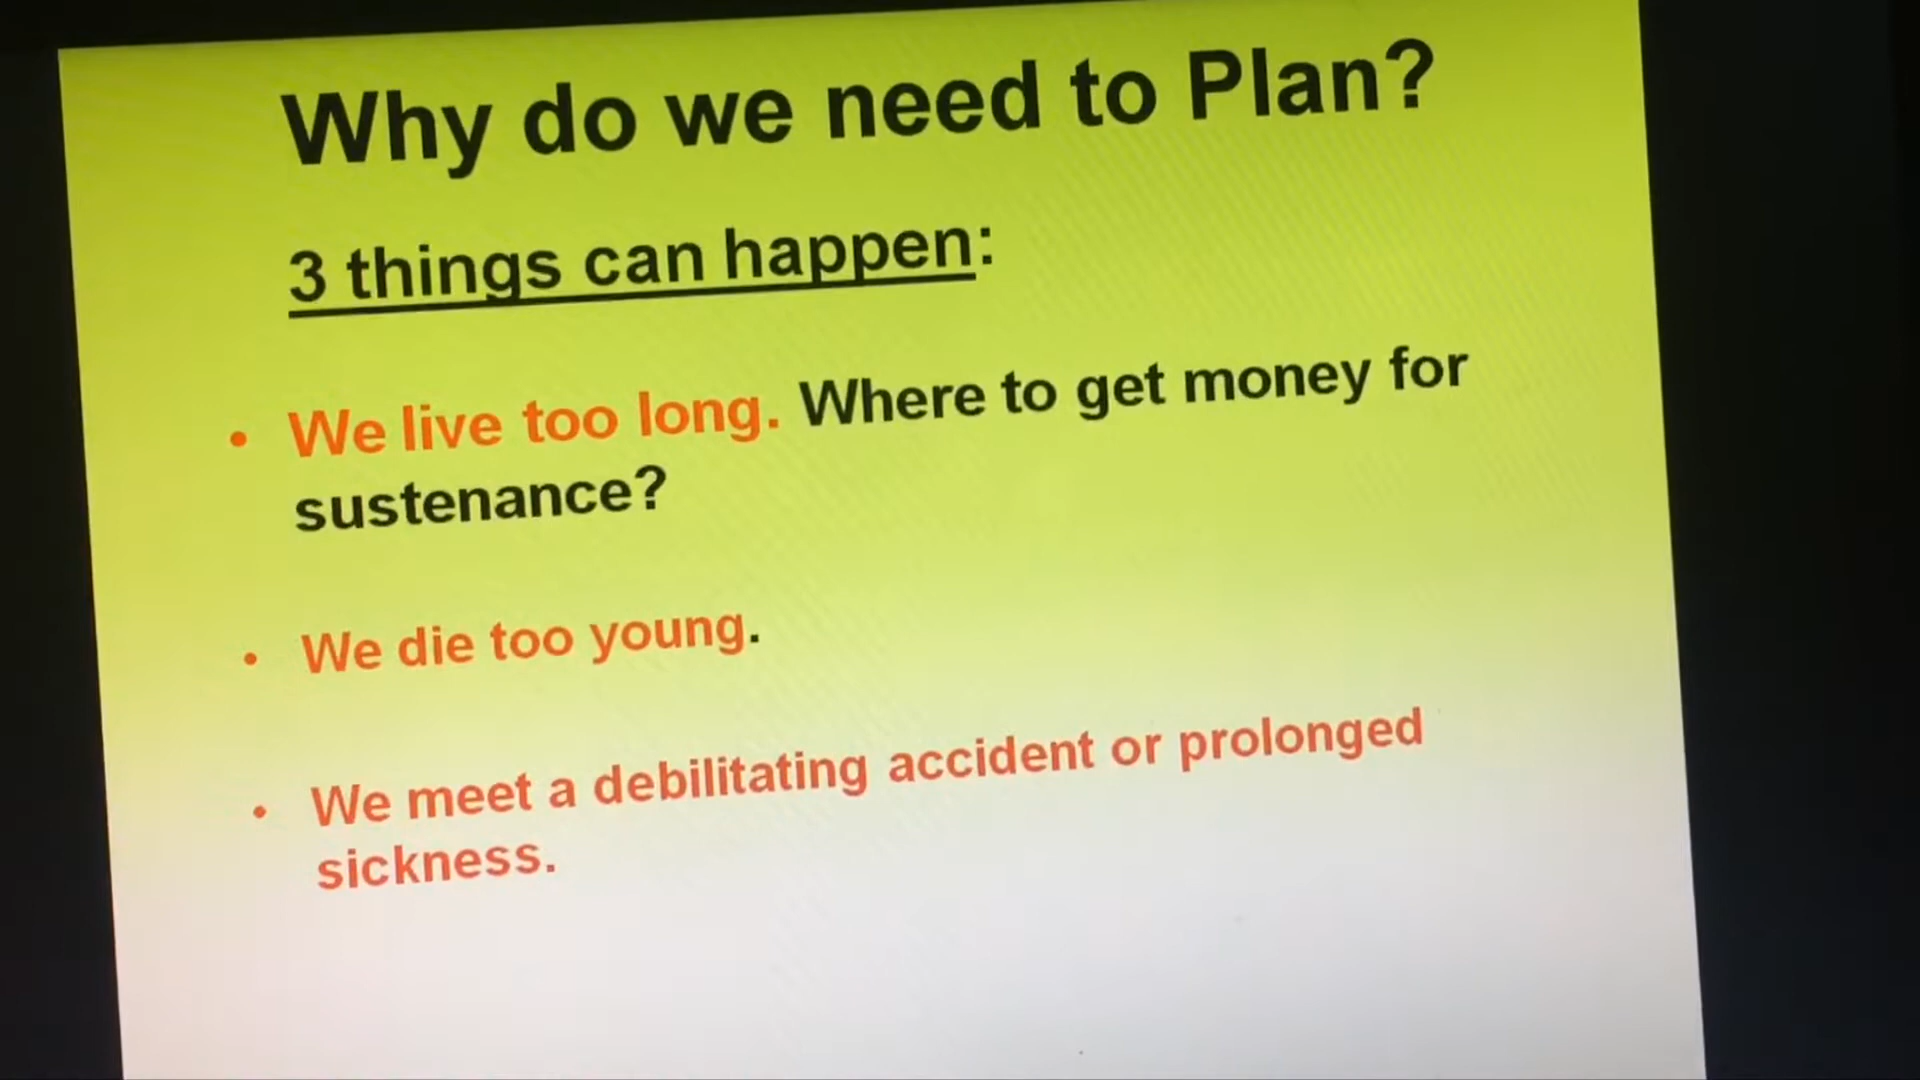 Why do we need to Plan?
3 things can happen:
• We live too long. Where to get money for
sustenance?
• We die too young.
• We meet a debilitating accident or prolonged
sickness.